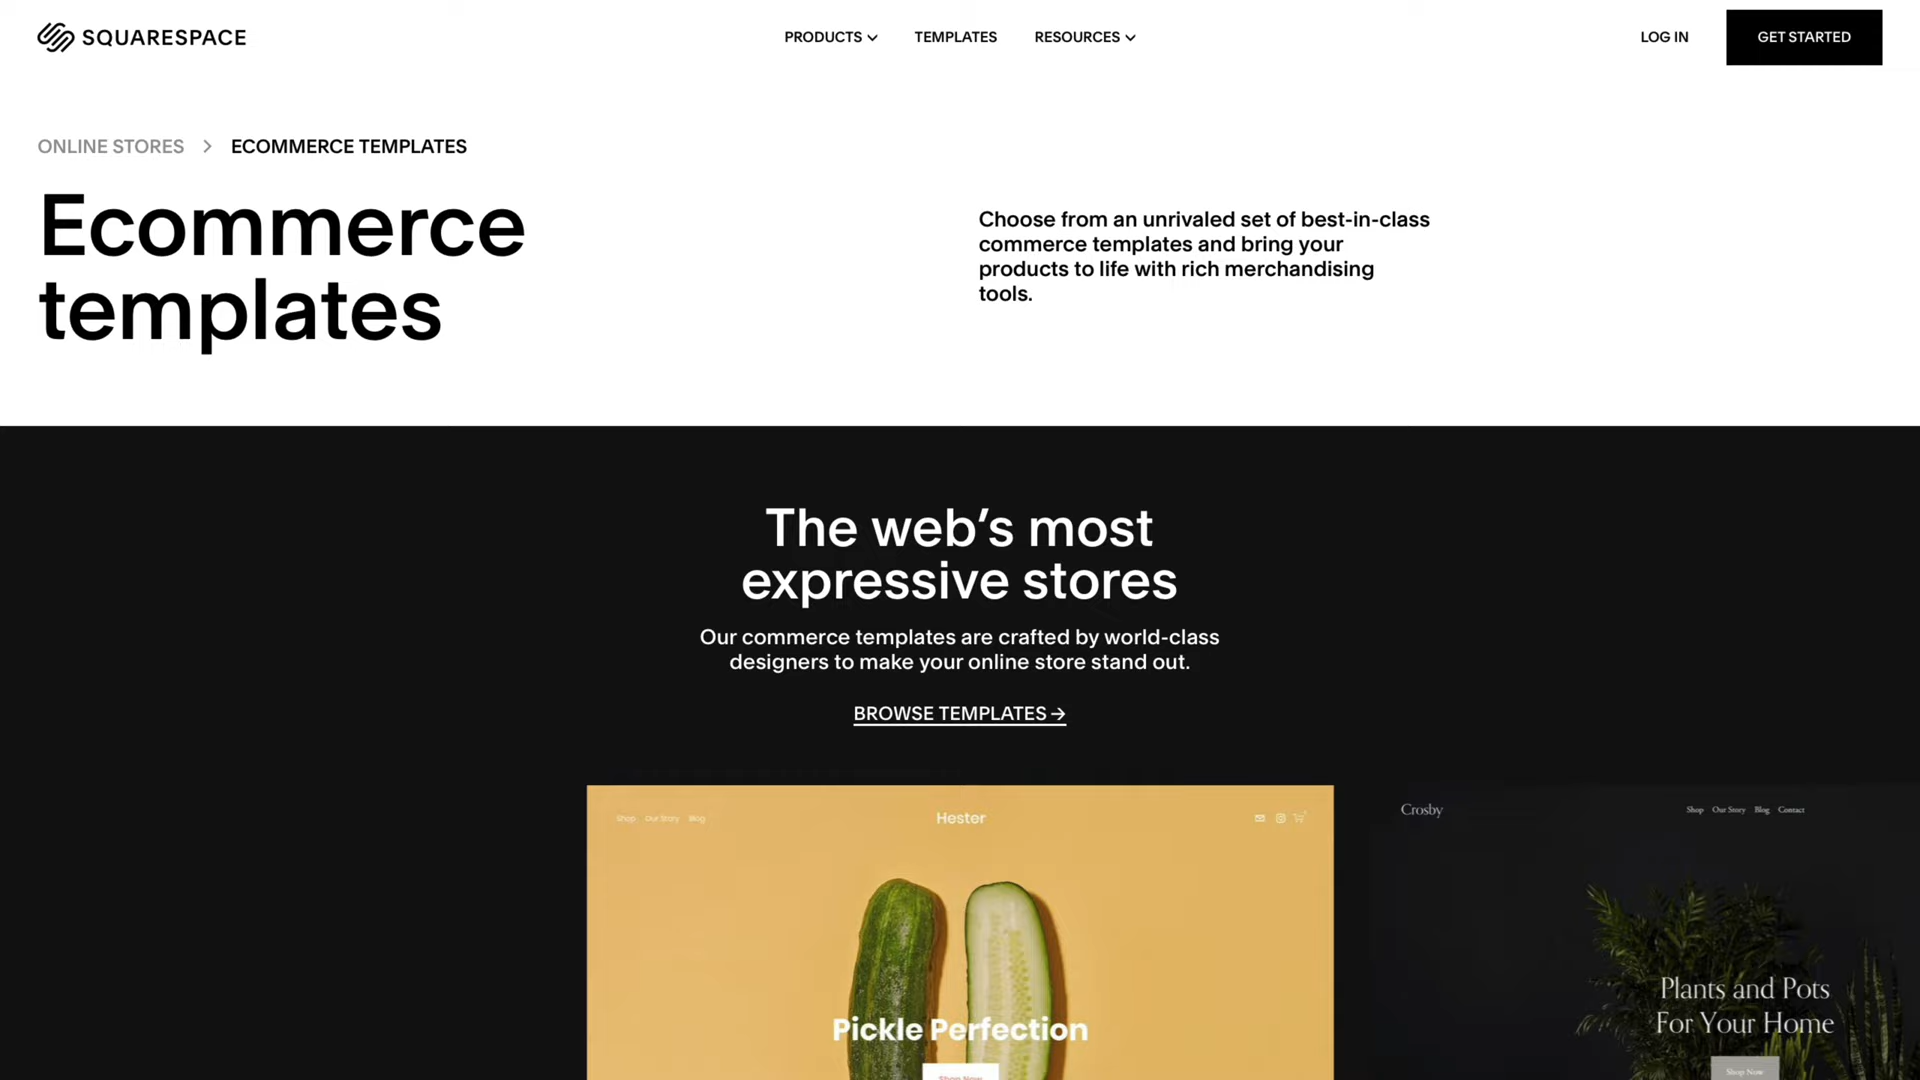 SQUARESPACE
PRODUCTS
TEMPLATES
RESOURCES
LOG IN
GET STARTED
ONLINE STORES > ECOMMERCE TEMPLATES
Ecommerce
templates
Choose from an unrivaled set of best-in-class
commerce templates and bring your
products to life with rich merchandising
tools.
The web’s most
expressive stores
Our commerce templates are crafted by world-class
designers to make your online store stand out.
BROWSE TEMPLATES →
Shop Our Story Blog
Hester
Pickle Perfection
Shop Now
Crosby
Shop Our Story Blog Contact
Plants and Pots
For Your Home
Shop Now